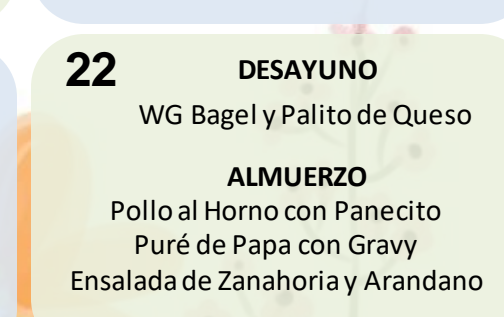 22
DESAYUNO
WG Bagel y Palito de Queso
ALMUERZO
Pollo al Horno con Panecito
Puré de Papa con Gravy
Ensalada de Zanahoria y Arandano